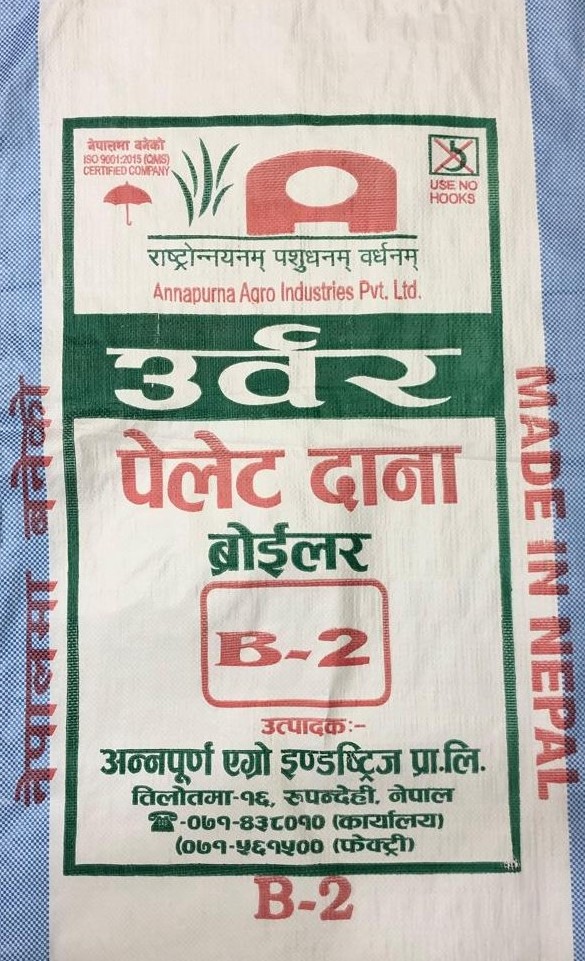 नेपालमा बनेको
ISO 9001:2015 (QMS)
CERTIFIED COMPANY
USE NO
HOOKS
राष्ट्रोन्नयनम् पशुधनम् वर्धनम्
Annapurna Agro Industries Pvt. Ltd.
उर्वर
पेलेट दाना
ब्रोईलर
B-2
उत्पादकः-
अन्नपूर्ण एग्रो इण्डष्ट्रिज प्रा.लि.
तिलोतमा-१६, रुपन्देही, नेपाल
☎-०७१-४३८०१० (कार्यालय)
(०७१-५६१५०० (फेक्ट्री)
B-2
नेपालमा बनेको
MADE IN NEPAL